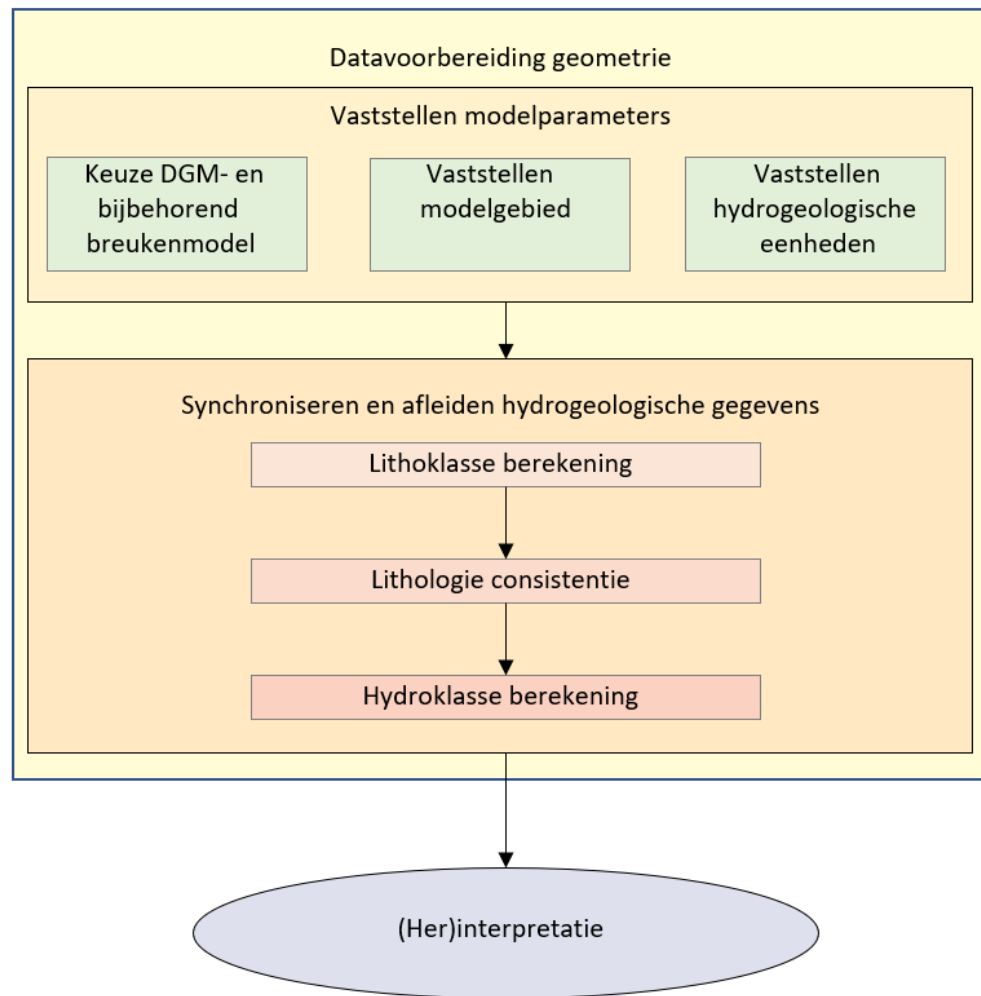 Datavoorbereiding geometrie
Vaststellen modelparameters
Keuze DGM- en
bijbehorend
breukenmodel
Vaststellen
modelgebied
Vaststellen
hydrogeologische
eenheden
Synchroniseren en afleiden hydrogeologische gegevens
Lithoklasse berekening
Lithologie consistentie
Hydroklasse berekening
(Her)interpretatie